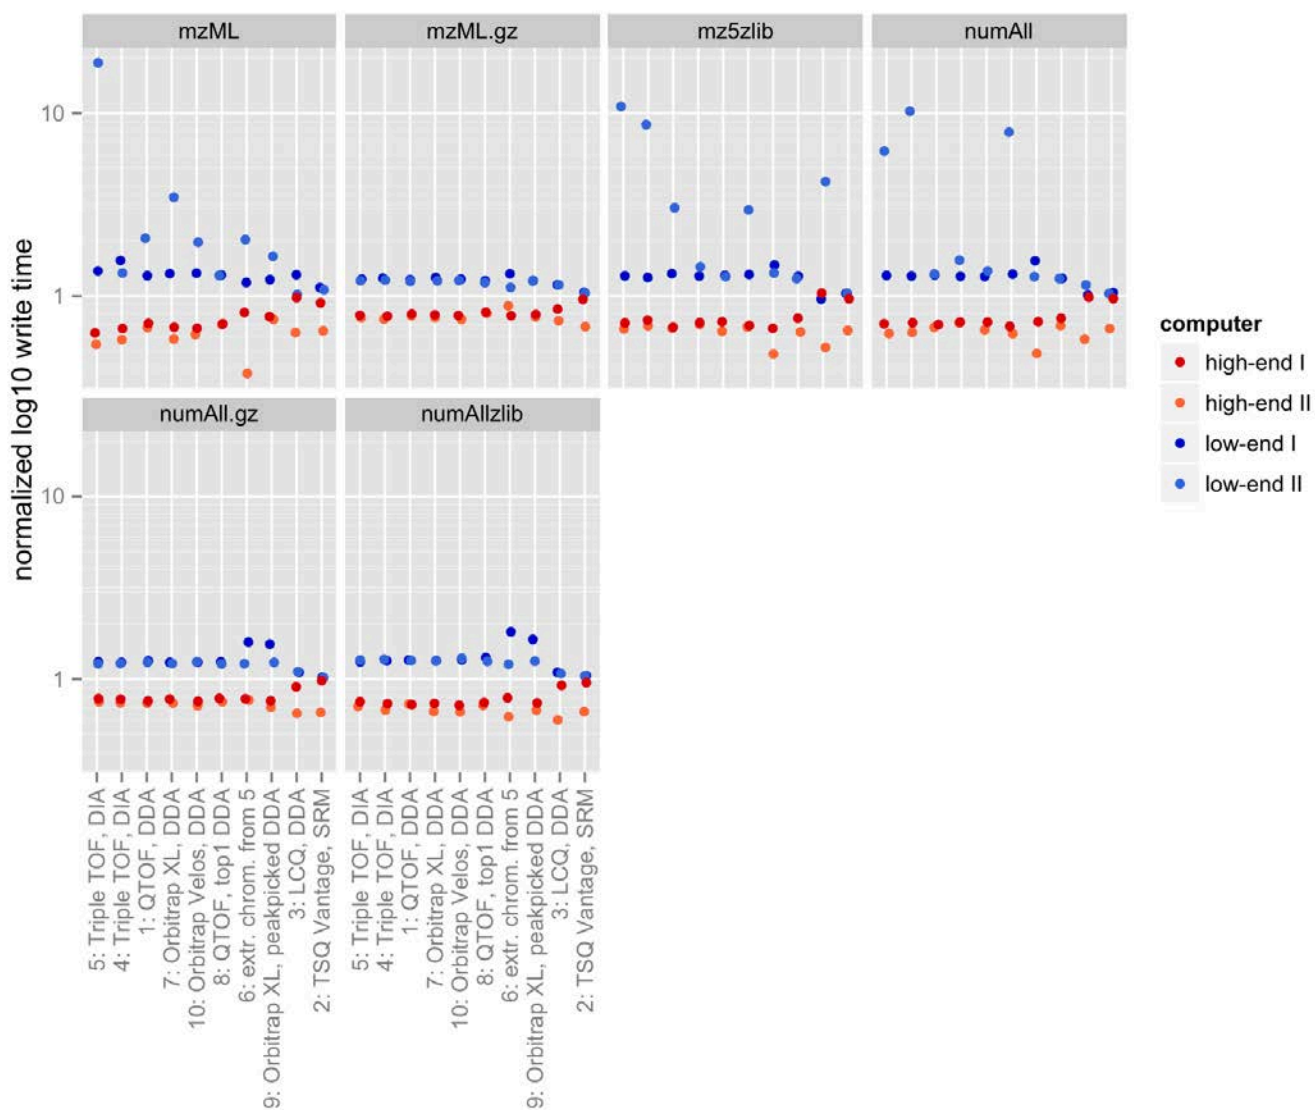 mzML
mzML.gz
mz5zlib
numAll
10
1
normalized log10 write time
numAll.gz
numAllzlib
10
1
5: Triple TOF, DIA
4: Triple TOF, DIA
1: QTOF, DDA
7: Orbitrap XL, DDA
10: Orbitrap Velos, DDA
8: QTOF, top1 DDA
6: extr. chrom. from 5
9: Orbitrap XL, peakpicked DDA
3: LCQ, DDA
2: TSQ Vantage, SRM
5: Triple TOF, DIA
4: Triple TOF, DIA
1: QTOF, DDA
7: Orbitrap XL, DDA
10: Orbitrap Velos, DDA
8: QTOF, top1 DDA
6: extr. chrom. from 5
9: Orbitrap XL, peakpicked DDA
3: LCQ, DDA
2: TSQ Vantage, SRM
computer
high-end I
high-end II
low-end I
low-end II